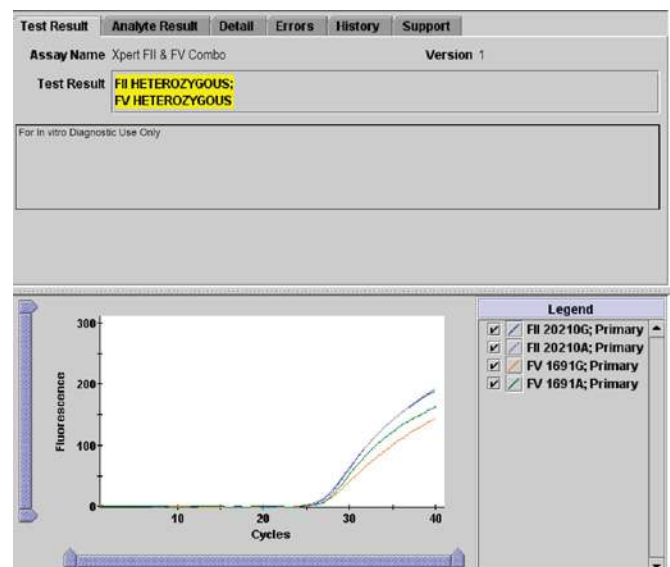 Test Result Analyte Result Detail Errors History Support
Assay Name Xpert FII & FV Combo Version 1
Test Result FII HETEROZYGOUS;
FV HETEROZYGOUS
For In vitro Diagnostic Use Only
300
200
100
0
10 20 30 40
Fluorescence
Cycles
Legend
FII 20210G; Primary
FII 20210A; Primary
FV 1691G; Primary
FV 1691A; Primary